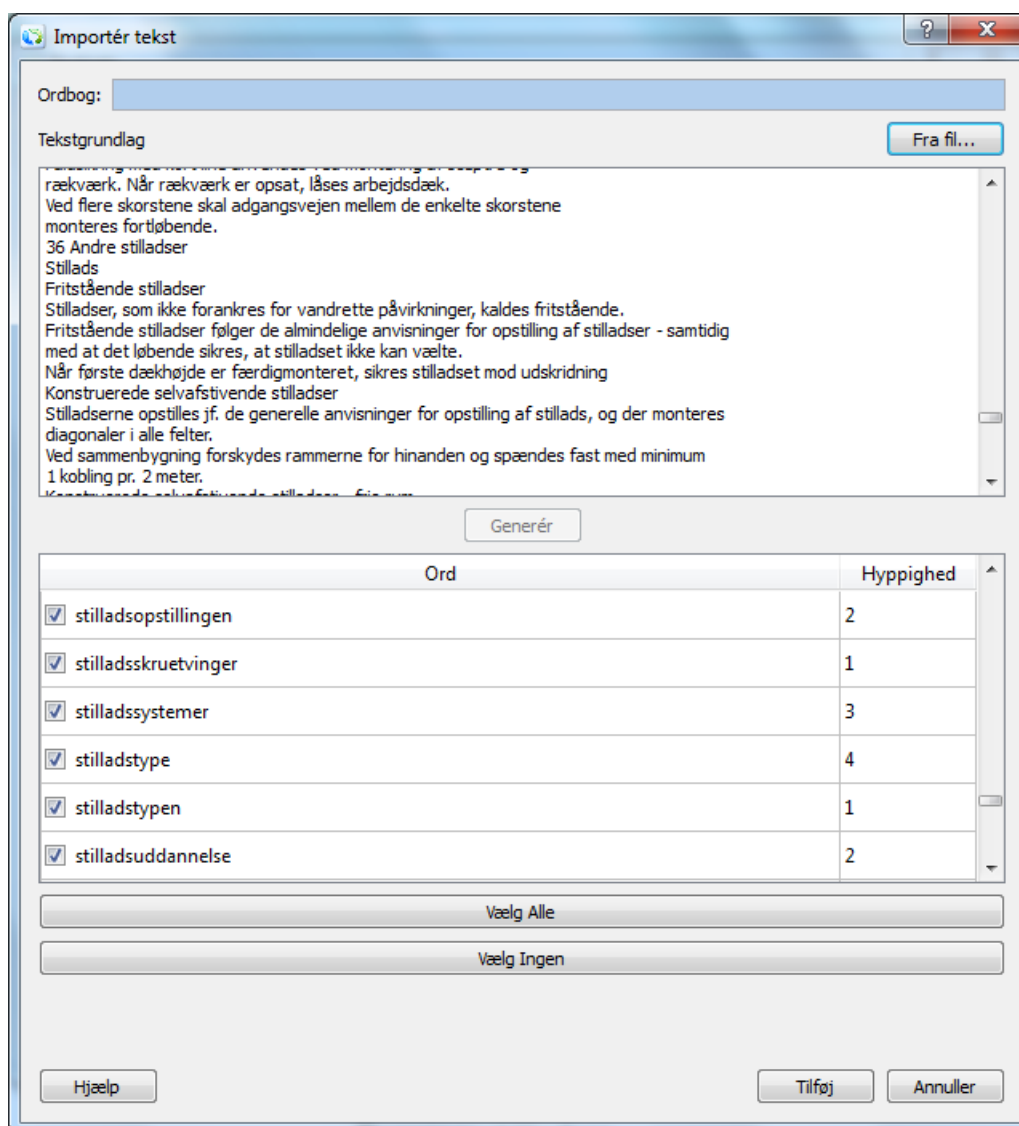 Importér tekst
Ordbog:
Tekstgrundlag
Fra fil...
rækværk. Når rækværk er opsat, låses arbejdsdæk.
Ved flere skorstene skal adgangsvejen mellem de enkelte skorstene
monteres fortløbende.
36 Andre stilladser
Stillads
Fritstående stilladser
Stilladser, som ikke forankres for vandrette påvirkninger, kaldes fritstående.
Fritstående stilladser følger de almindelige anvisninger for opstilling af stilladser - samtidig
med at det løbende sikres, at stilladset ikke kan vælte.
Når første dækhøjde er færdigmonteret, sikres stilladset mod udskridning
Konstruerede selvafstivende stilladser
Stilladserne opstilles jf. de generelle anvisninger for opstilling af stillads, og der monteres
diagonaler i alle felter.
Ved sammenbygning forskydes rammerne for hinanden og spændes fast med minimum
1 kobling pr. 2 meter.
Konstruerede selvafstivende stilladser - frie rum
Generér
Ord Hyppighed
stilladsopstillingen 2
stilladsskruetvinger 1
stilladssystemer 3
stilladstype 4
stilladstypen 1
stilladsuddannelse 2
Vælg Alle
Vælg Ingen
Hjælp Tilføj Annuller